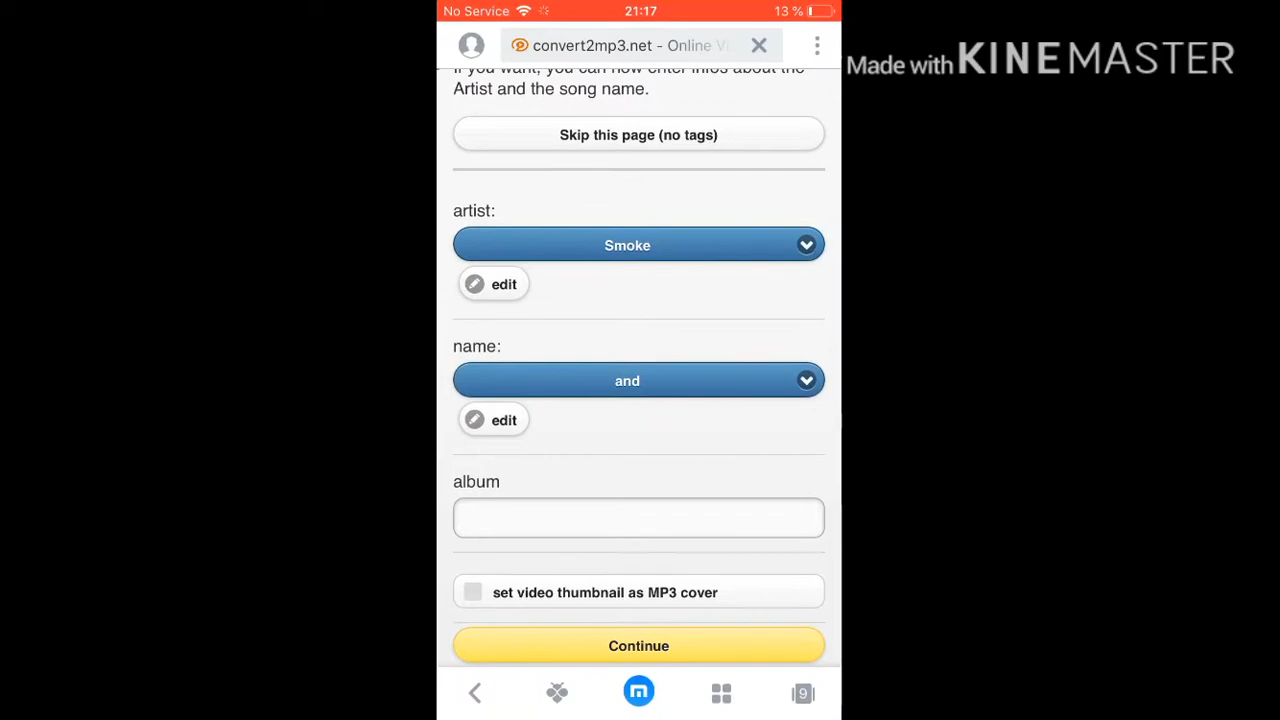 No Service
21:17
13 %
convert2mp3.net - Online Vi
Made with KINEMASTER
If you want, you can now enter infos about the
Artist and the song name.
Skip this page (no tags)
artist:
Smoke
edit
name:
and
edit
album
set video thumbnail as MP3 cover
Continue
9